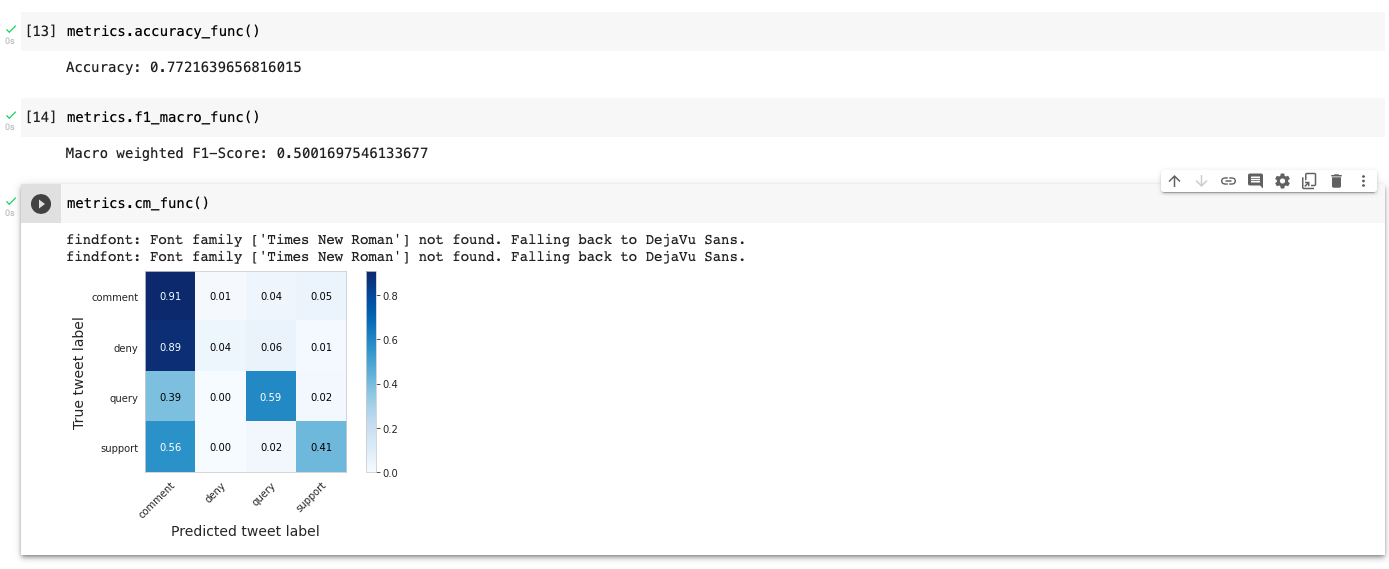 [13] metrics.accuracy_func()
0s
Accuracy: 0.7721639656816015
[14] metrics.f1_macro_func()
0s
Macro weighted F1-Score: 0.5001697546133677
metrics.cm_func()
0s
findfont: Font family ['Times New Roman'] not found. Falling back to DejaVu Sans.
findfont: Font family ['Times New Roman'] not found. Falling back to DejaVu Sans.
True tweet label
comment 0.91 0.01 0.04 0.05
deny 0.89 0.04 0.06 0.01
query 0.39 0.00 0.59 0.02
support 0.56 0.00 0.02 0.41
comment deny query support
Predicted tweet label
0.8
0.6
0.4
0.2
0.0